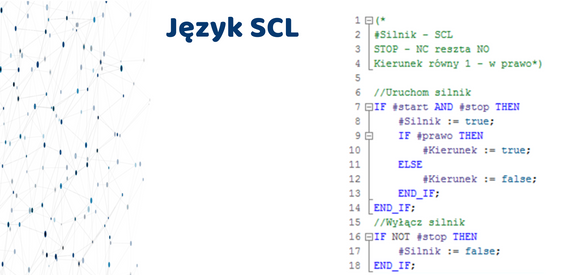 Język SCL
1 (*
2 #Silnik - SCL
3 STOP - NC reszta NO
4 Kierunek równy 1 - w prawo*)
5
6 //Uruchom silnik
7 IF #start AND #stop THEN
8 #Silnik := true;
9 IF #prawo THEN
10 #Kierunek := true;
11 ELSE
12 #Kierunek := false;
13 END_IF;
14 END_IF;
15 //Wyłącz silnik
16 IF NOT #stop THEN
17 #Silnik := false;
18 END_IF;